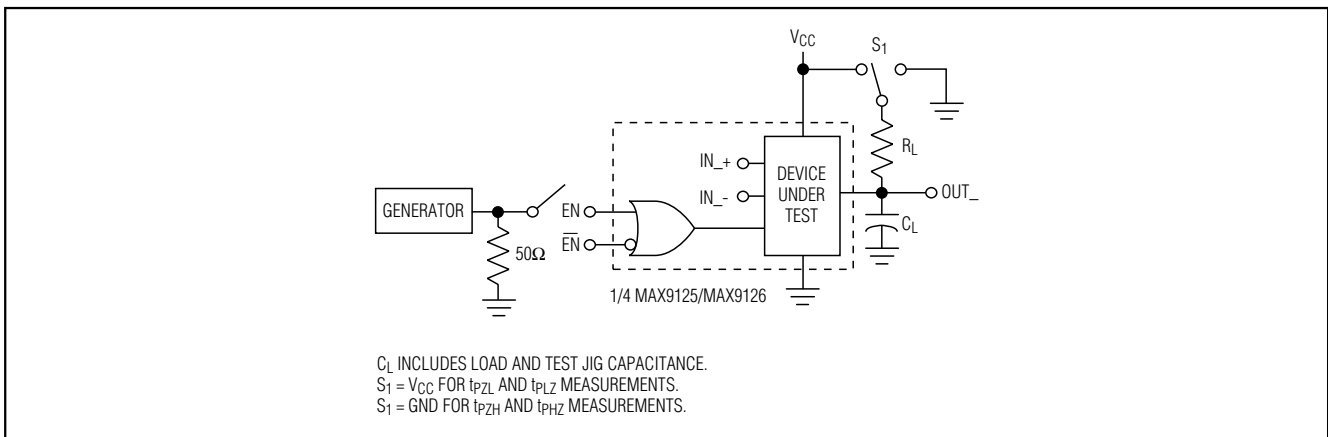 VCC
S1
RL
IN_+
IN_-
DEVICE
UNDER
TEST
OUT_
CL
GENERATOR
EN
E̅N̅
50Ω
1/4 MAX9125/MAX9126
CL INCLUDES LOAD AND TEST JIG CAPACITANCE.
S1 = VCC FOR tPZL AND tPLZ MEASUREMENTS.
S1 = GND FOR tPZH AND tPHZ MEASUREMENTS.